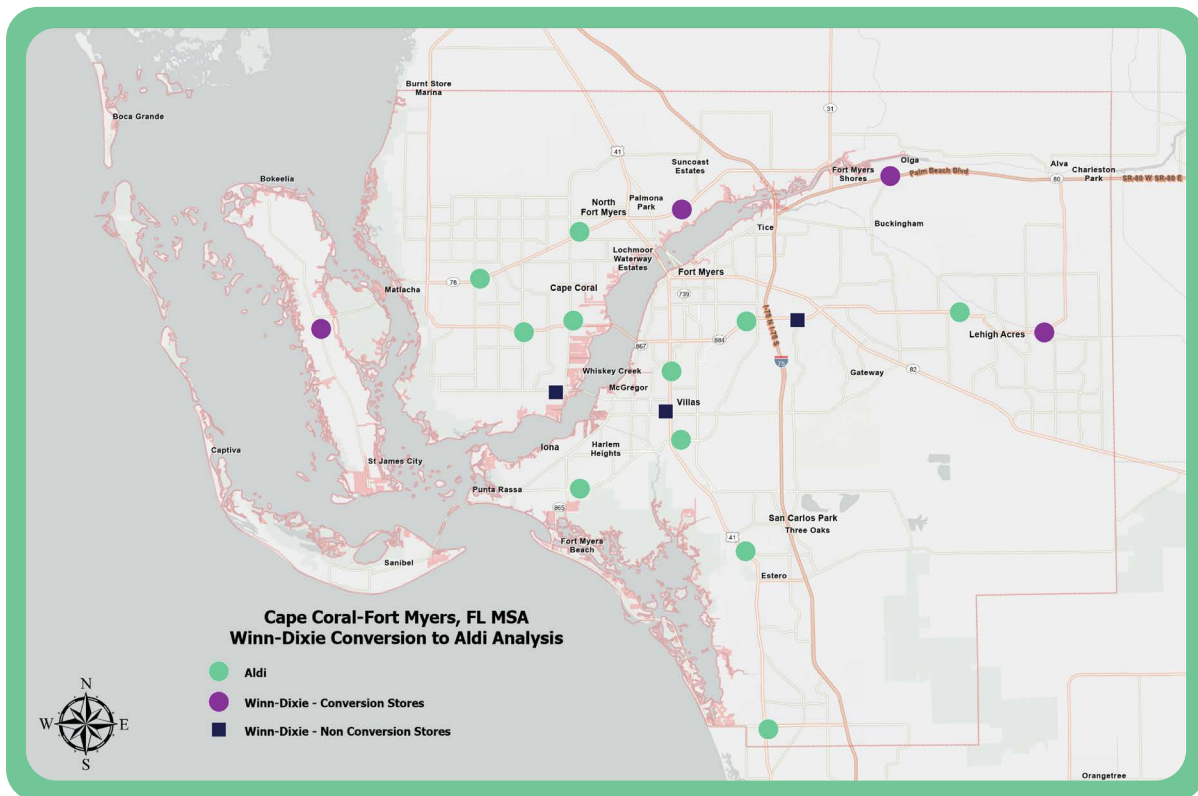 Burnt Store
Marina
Boca Grande
31
41
Suncoast
Estates
Fort Myers
Shores
Olga
Palm Beach Blvd
Alva
80
Charleston
Park
SR-80 W SR-80 E
Bokeelia
North
Fort Myers
Palmona
Park
Tice
Buckingham
Lochmoor
Waterway
Estates
Fort Myers
78
Matlacha
Cape Coral
739
I-75 N I-75 S
867
884
Lehigh Acres
75
Whiskey Creek
McGregor
Gateway
82
Villas
Captiva
St James City
Iona
Harlem
Heights
Punta Rassa
865
San Carlos Park
Three Oaks
Fort Myers
Beach
41
Sanibel
Estero
Cape Coral-Fort Myers, FL MSA
Winn-Dixie Conversion to Aldi Analysis
Aldi
Winn-Dixie - Conversion Stores
Winn-Dixie - Non Conversion Stores
N
W E
S
Orangetree